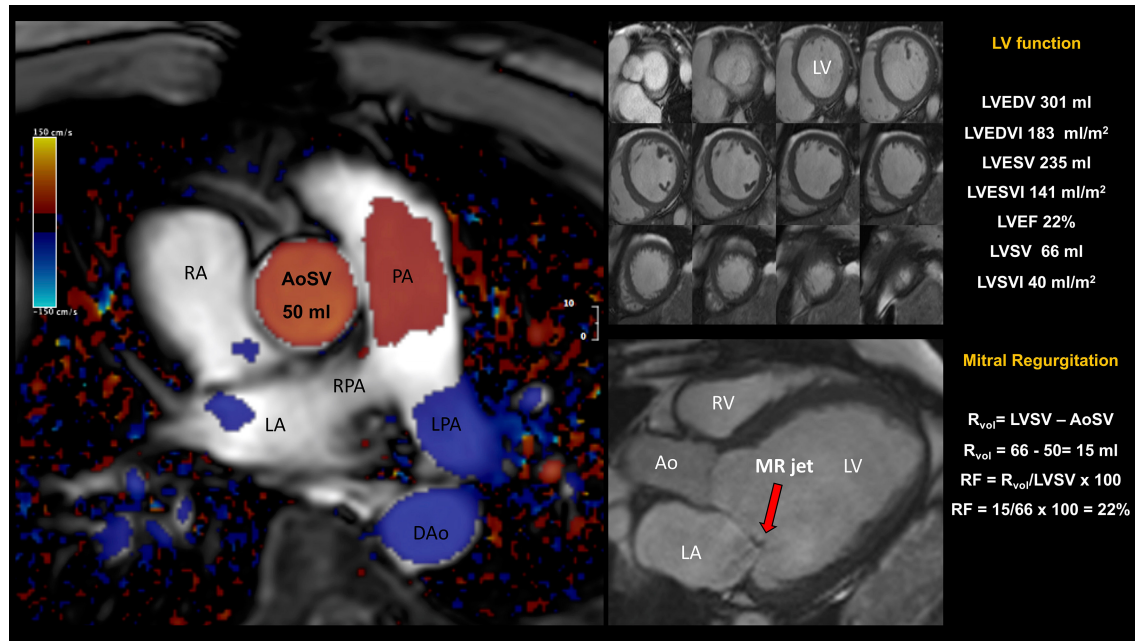 150 cm/s
-150 cm/s
RA
AoSV
50 ml
PA
RPA
LA
LPA
DAo
10
0
LV
RV
Ao
MR jet
LV
LA
LV function
LVEDV 301 ml
LVEDVI 183 ml/m²
LVESV 235 ml
LVESVI 141 ml/m²
LVEF 22%
LVSV 66 ml
LVSVI 40 ml/m²
Mitral Regurgitation
Rvol= LVSV – AoSV
Rvol = 66 - 50= 15 ml
RF = Rvol/LVSV x 100
RF = 15/66 x 100 = 22%